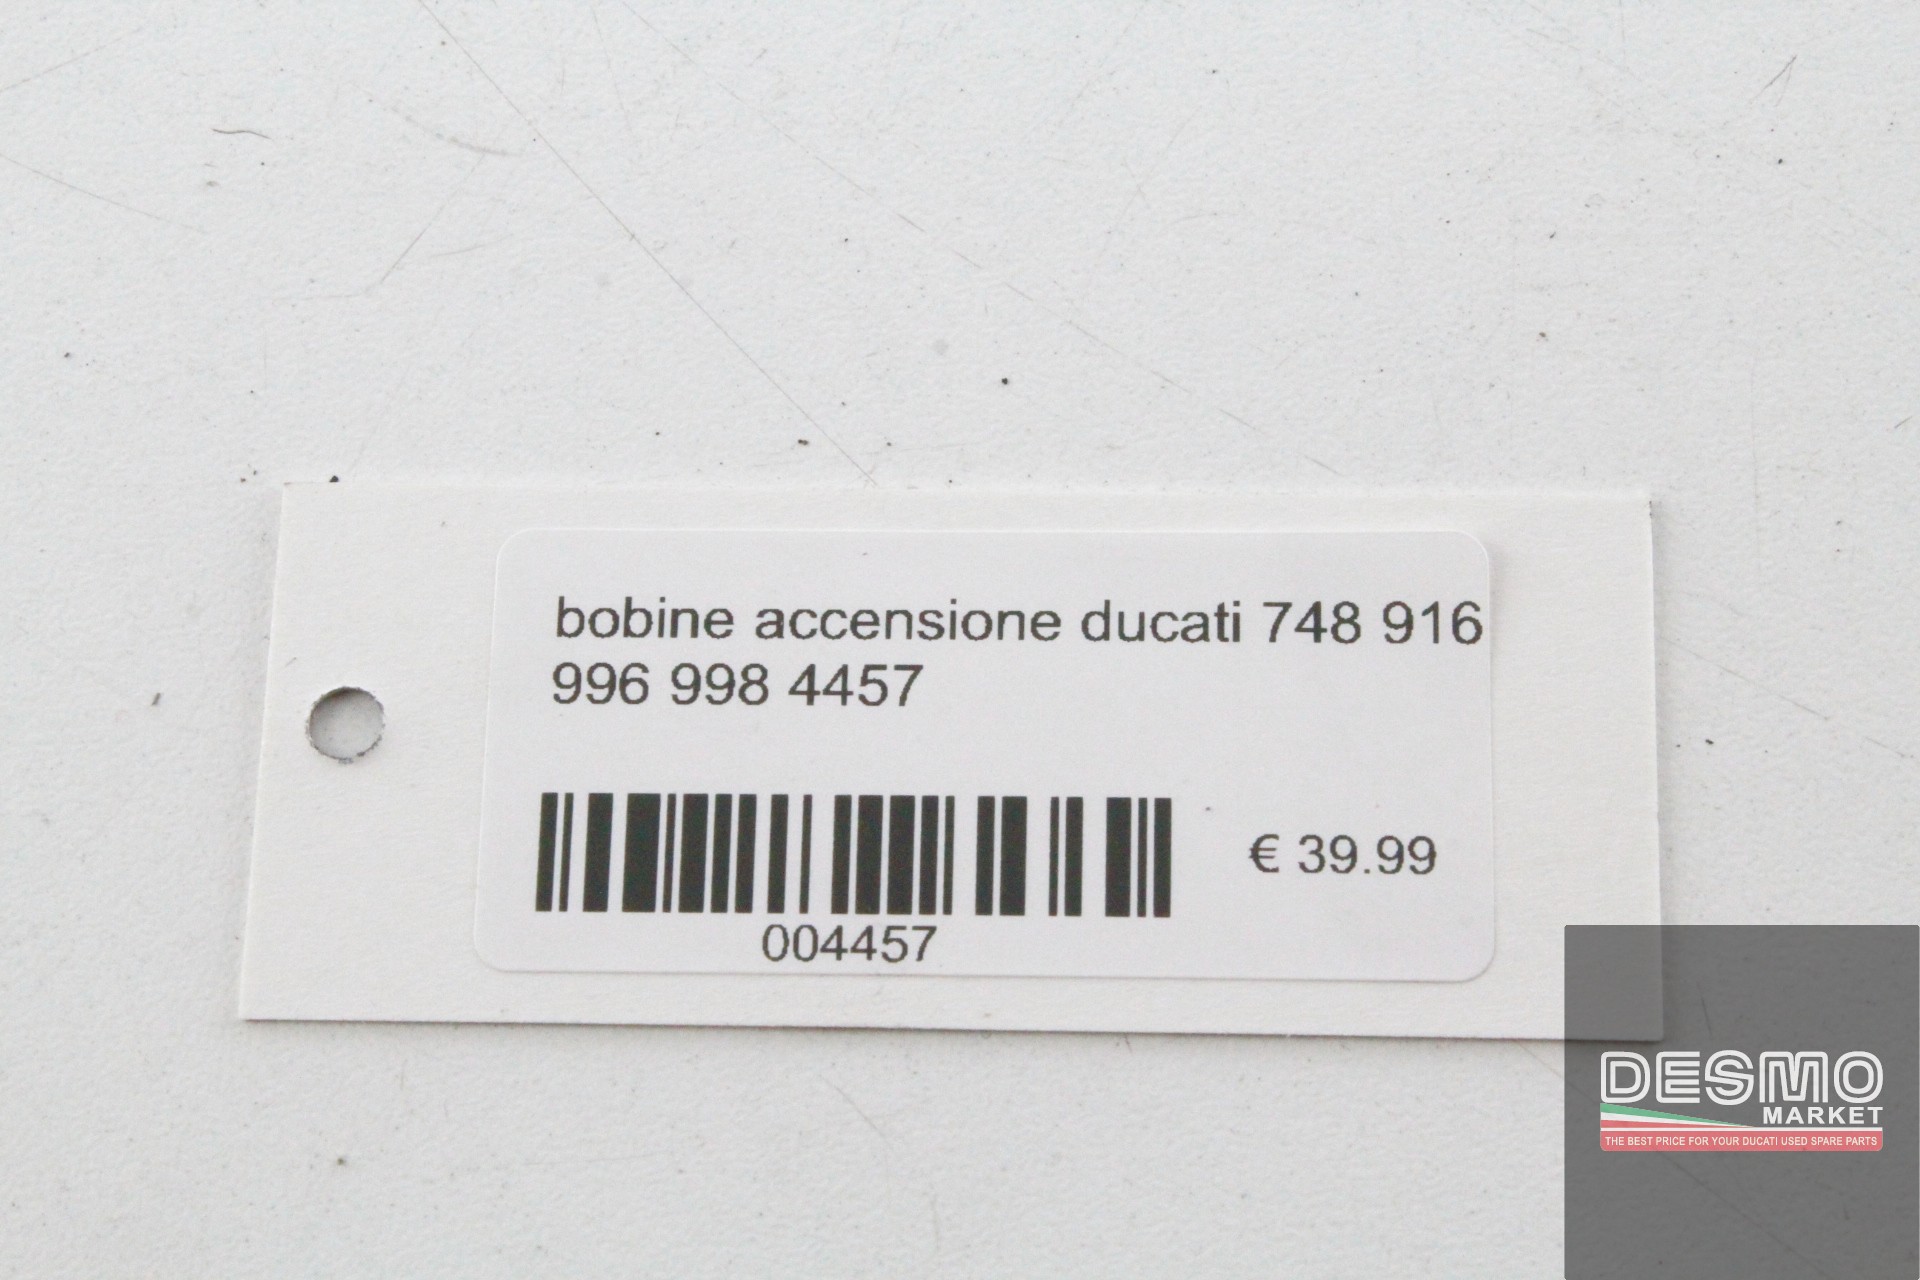 bobine accensione ducati 748 916
996 998 4457
€ 39.99
004457
DESMO
MARKET
THE BEST PRICE FOR YOUR DUCATI USED SPARE PARTS